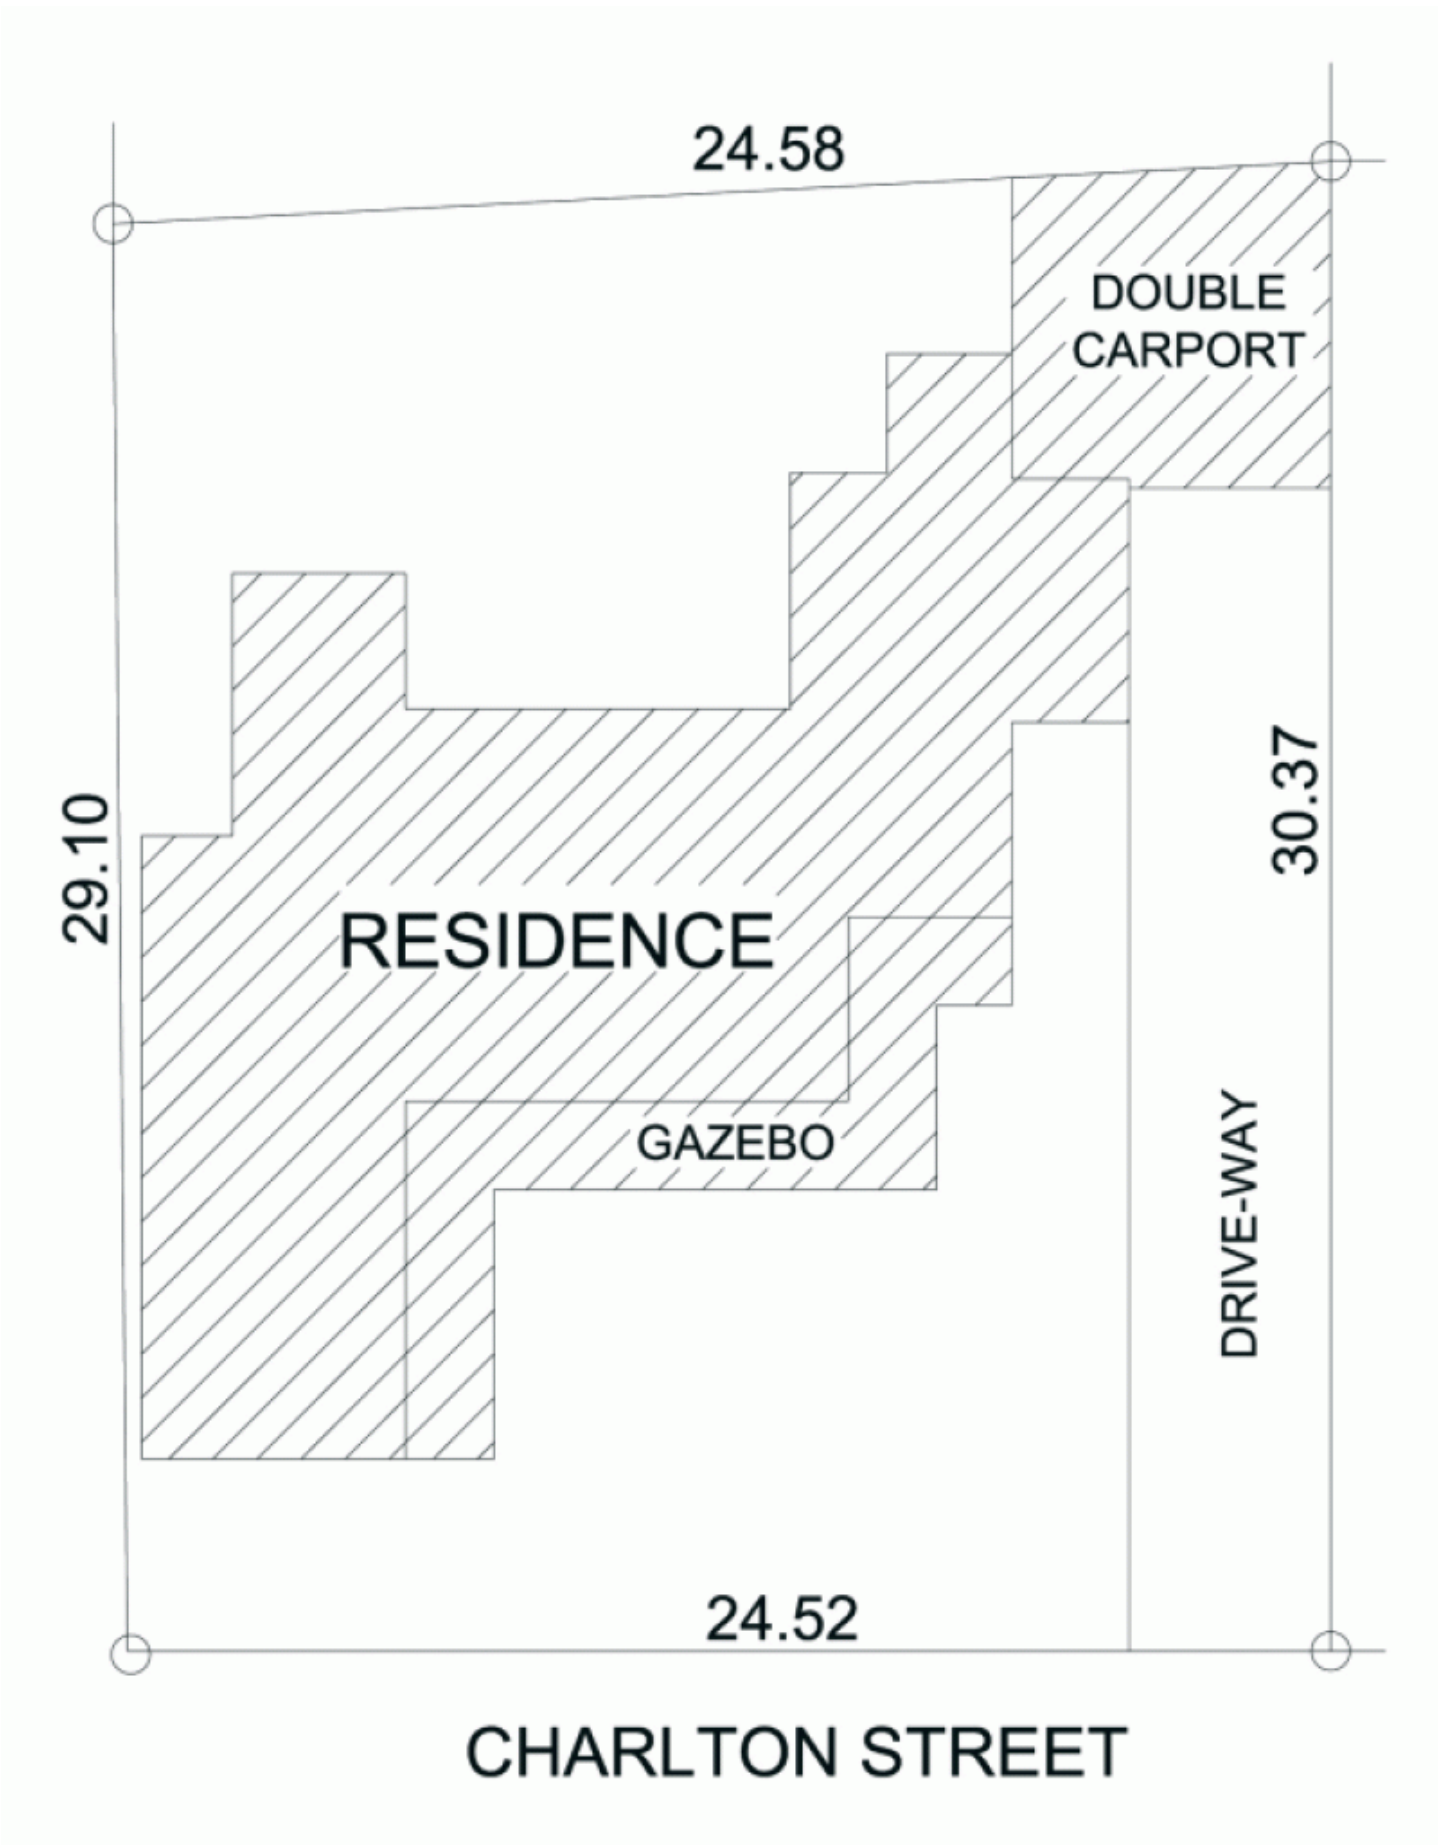 24.58
DOUBLE
CARPORT
29.10
30.37
RESIDENCE
GAZEBO
DRIVE-WAY
24.52
CHARLTON STREET